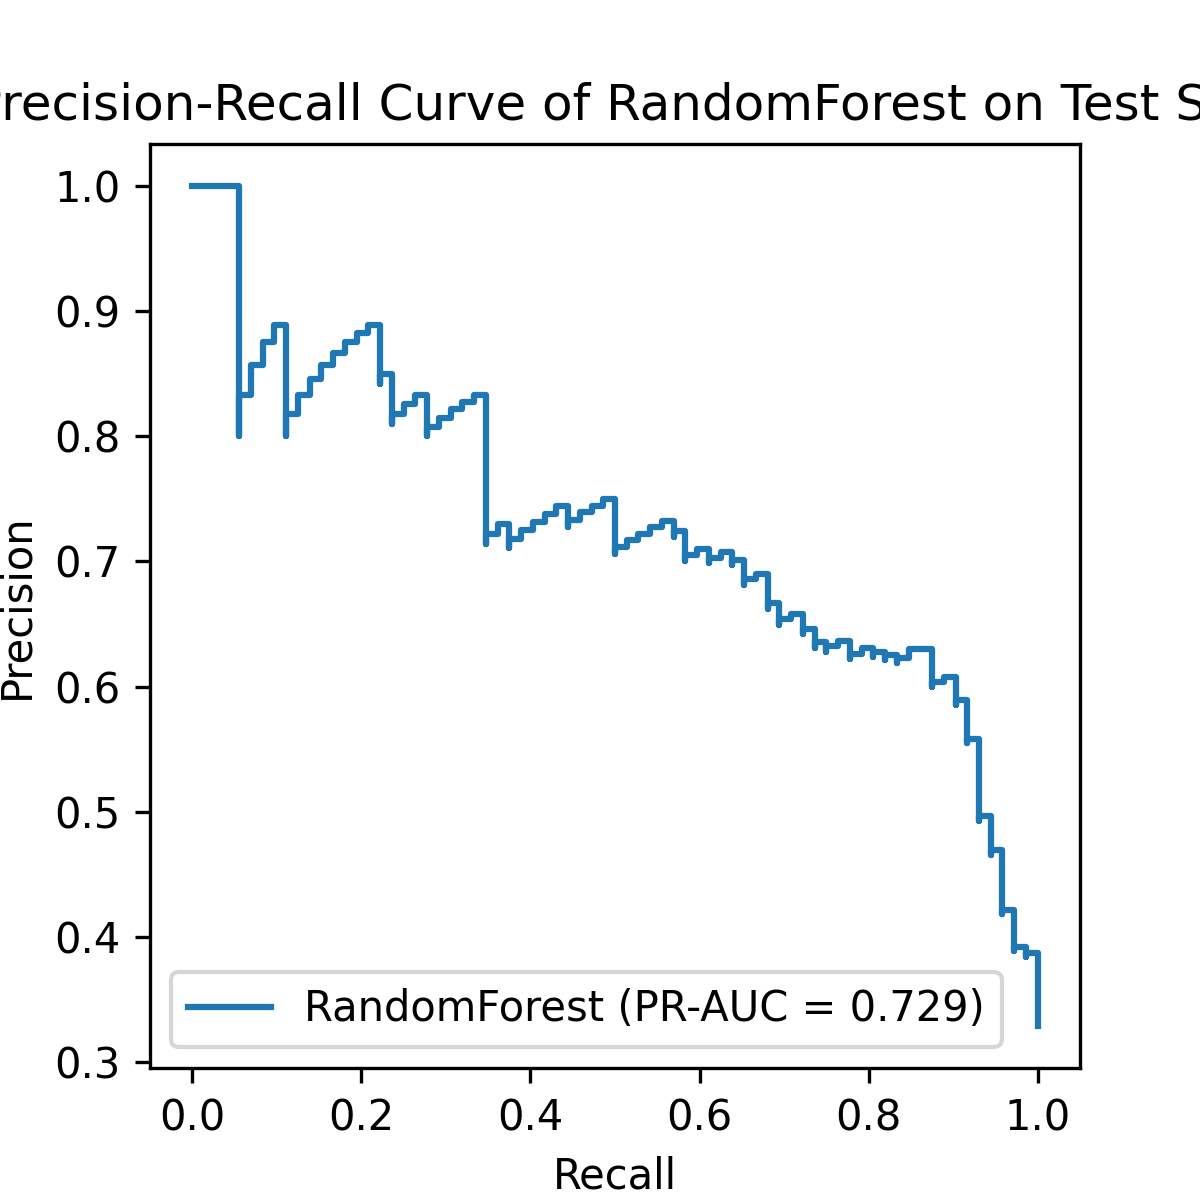 recision-Recall Curve of RandomForest on Test S
1.0
0.9
0.8
0.7
0.6
0.5
0.4
0.3
Precision
RandomForest (PR-AUC = 0.729)
0.0 0.2 0.4 0.6 0.8 1.0
Recall